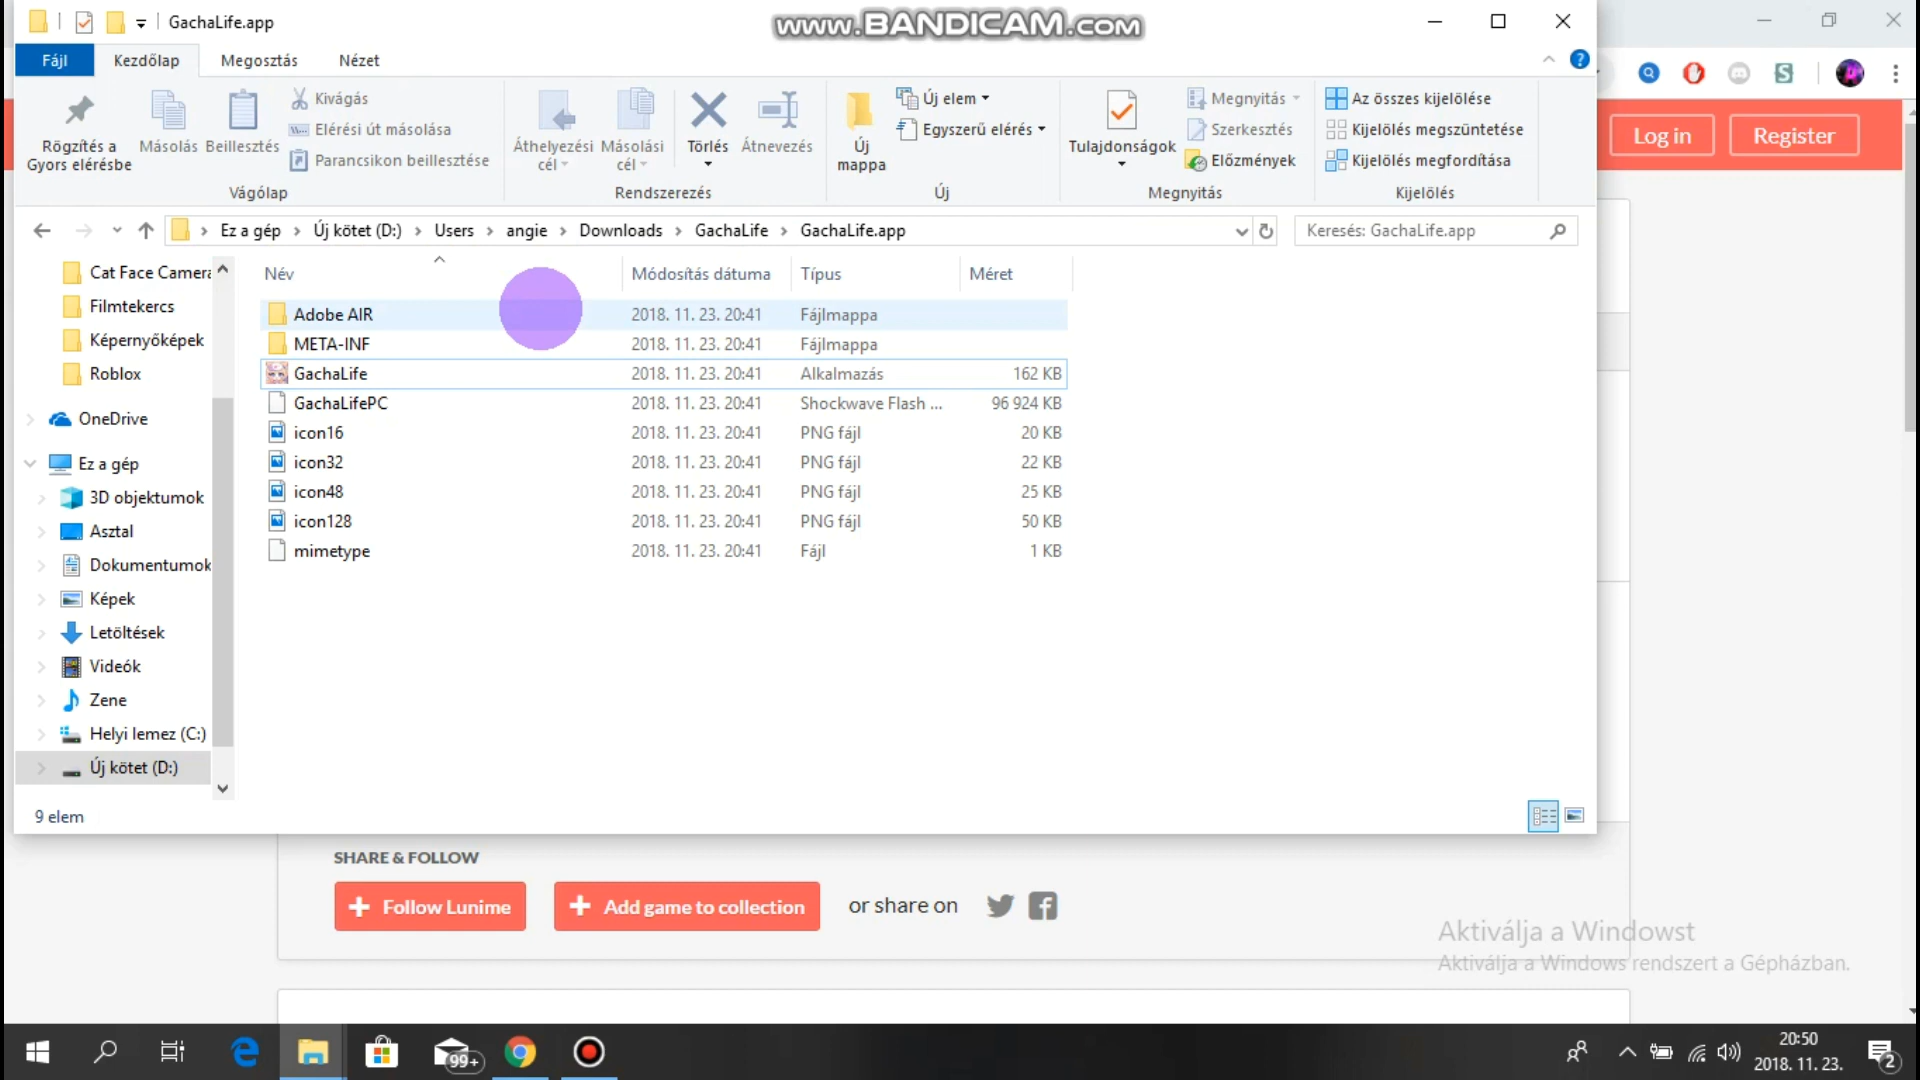 GachaLife.app
www.BANDICAM.com
Fájl
Kezdőlap
Megosztás
Nézet
Rögzítés a
Gyors elérésbe
Másolás
Beillesztés
Kivágás
Elérési út másolása
Parancsikon beillesztése
Vágólap
Áthelyezési
cél
Másolási
cél
Törlés
Átnevezés
Rendszerezés
Új
mappa
Új elem
Egyszerű elérés
Új
Tulajdonságok
Megnyitás
Szerkesztés
Előzmények
Megnyitás
Az összes kijelölése
Kijelölés megszüntetése
Kijelölés megfordítása
Kijelölés
Log in
Register
Ez a gép
Új kötet (D:)
Users
angie
Downloads
GachaLife
GachaLife.app
Keresés: GachaLife.app
Cat Face Camera
Filmtekercs
Képernyőképek
Roblox
OneDrive
Ez a gép
3D objektumok
Asztal
Dokumentumok
Képek
Letöltések
Videók
Zene
Helyi lemez (C:)
Új kötet (D:)
Név Módosítás dátuma Típus Méret
Adobe AIR 2018. 11. 23. 20:41 Fájlmappa
META-INF 2018. 11. 23. 20:41 Fájlmappa
GachaLife 2018. 11. 23. 20:41 Alkalmazás 162 KB
GachaLifePC 2018. 11. 23. 20:41 Shockwave Flash ... 96 924 KB
icon16 2018. 11. 23. 20:41 PNG fájl 20 KB
icon32 2018. 11. 23. 20:41 PNG fájl 22 KB
icon48 2018. 11. 23. 20:41 PNG fájl 25 KB
icon128 2018. 11. 23. 20:41 PNG fájl 50 KB
mimetype 2018. 11. 23. 20:41 Fájl 1 KB
9 elem
SHARE & FOLLOW
Follow Lunime
Add game to collection
or share on
Aktiválja a Windowst
Aktiválja a Windows rendszert a Gépházban.
99+
20:50
2018. 11. 23.
2